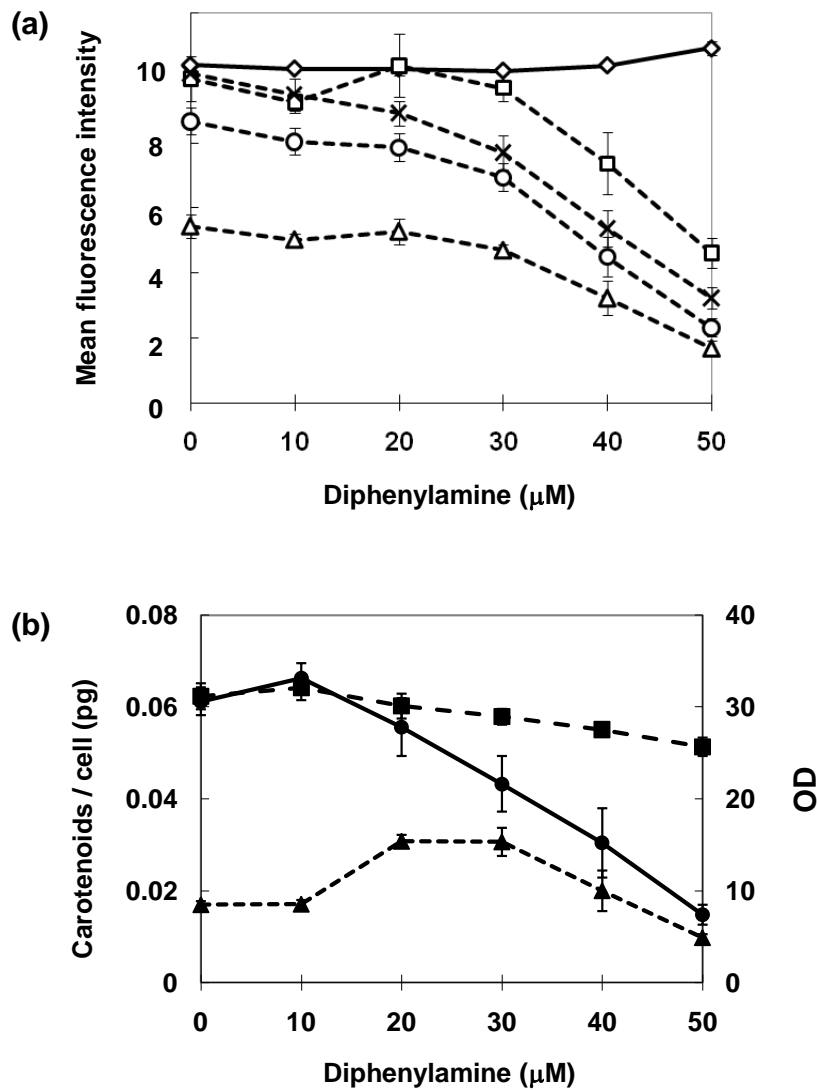 (a)
Mean fluorescence intensity
10
8
6
4
2
0
0 10 20 30 40 50
Diphenylamine (μM)
(b)
Carotenoids / cell (pg)
0.08
0.06
0.04
0.02
0
40
30
20
10
0
OD
0 10 20 30 40 50
Diphenylamine (μM)